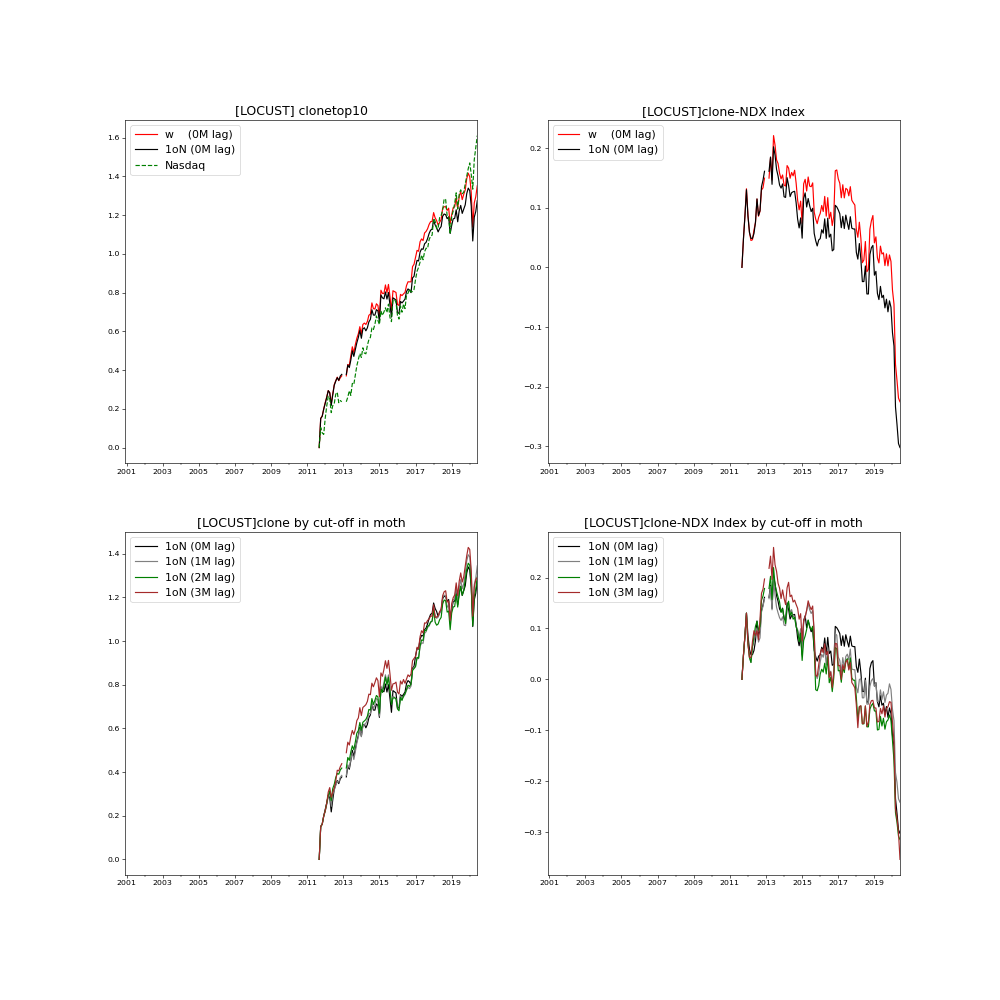 [LOCUST] clonetop10
w (0M lag)
1oN (0M lag)
Nasdaq
1.6
1.4
1.2
1.0
0.8
0.6
0.4
0.2
0.0
2001 2003 2005 2007 2009 2011 2013 2015 2017 2019
[LOCUST]clone-NDX Index
w (0M lag)
1oN (0M lag)
0.2
0.1
0.0
−0.1
−0.2
−0.3
2001 2003 2005 2007 2009 2011 2013 2015 2017 2019
[LOCUST]clone by cut-off in moth
1oN (0M lag)
1oN (1M lag)
1oN (2M lag)
1oN (3M lag)
1.4
1.2
1.0
0.8
0.6
0.4
0.2
0.0
2001 2003 2005 2007 2009 2011 2013 2015 2017 2019
[LOCUST]clone-NDX Index by cut-off in moth
1oN (0M lag)
1oN (1M lag)
1oN (2M lag)
1oN (3M lag)
0.2
0.1
0.0
−0.1
−0.2
−0.3
2001 2003 2005 2007 2009 2011 2013 2015 2017 2019